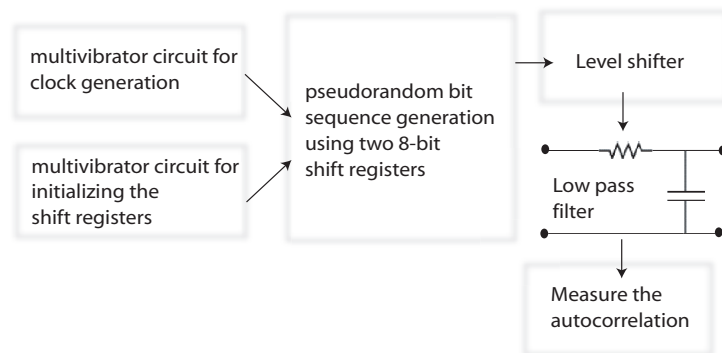 multivibrator circuit for
clock generation
multivibrator circuit for
initializing the
shift registers
pseudorandom bit
sequence generation
using two 8-bit
shift registers
Level shifter
Low pass
filter
Measure the
autocorrelation